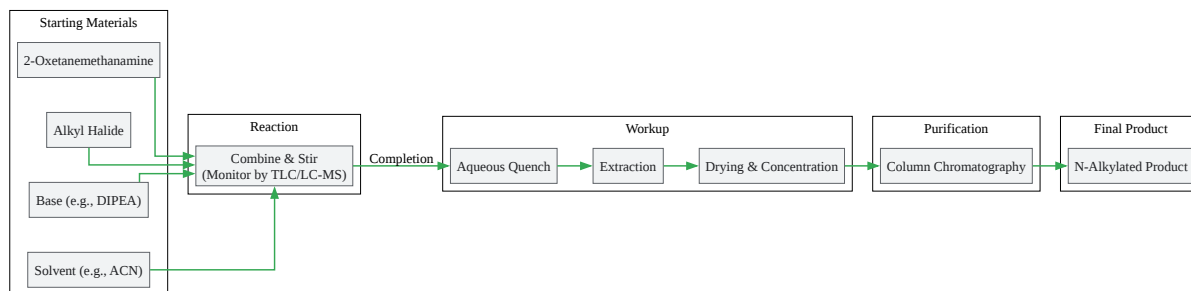 Starting Materials
2-Oxetanemethanamine
Alkyl Halide
Base (e.g., DIPEA)
Solvent (e.g., ACN)
Reaction
Combine & Stir
(Monitor by TLC/LC-MS)
Completion
Workup
Aqueous Quench
Extraction
Drying & Concentration
Purification
Column Chromatography
Final Product
N-Alkylated Product